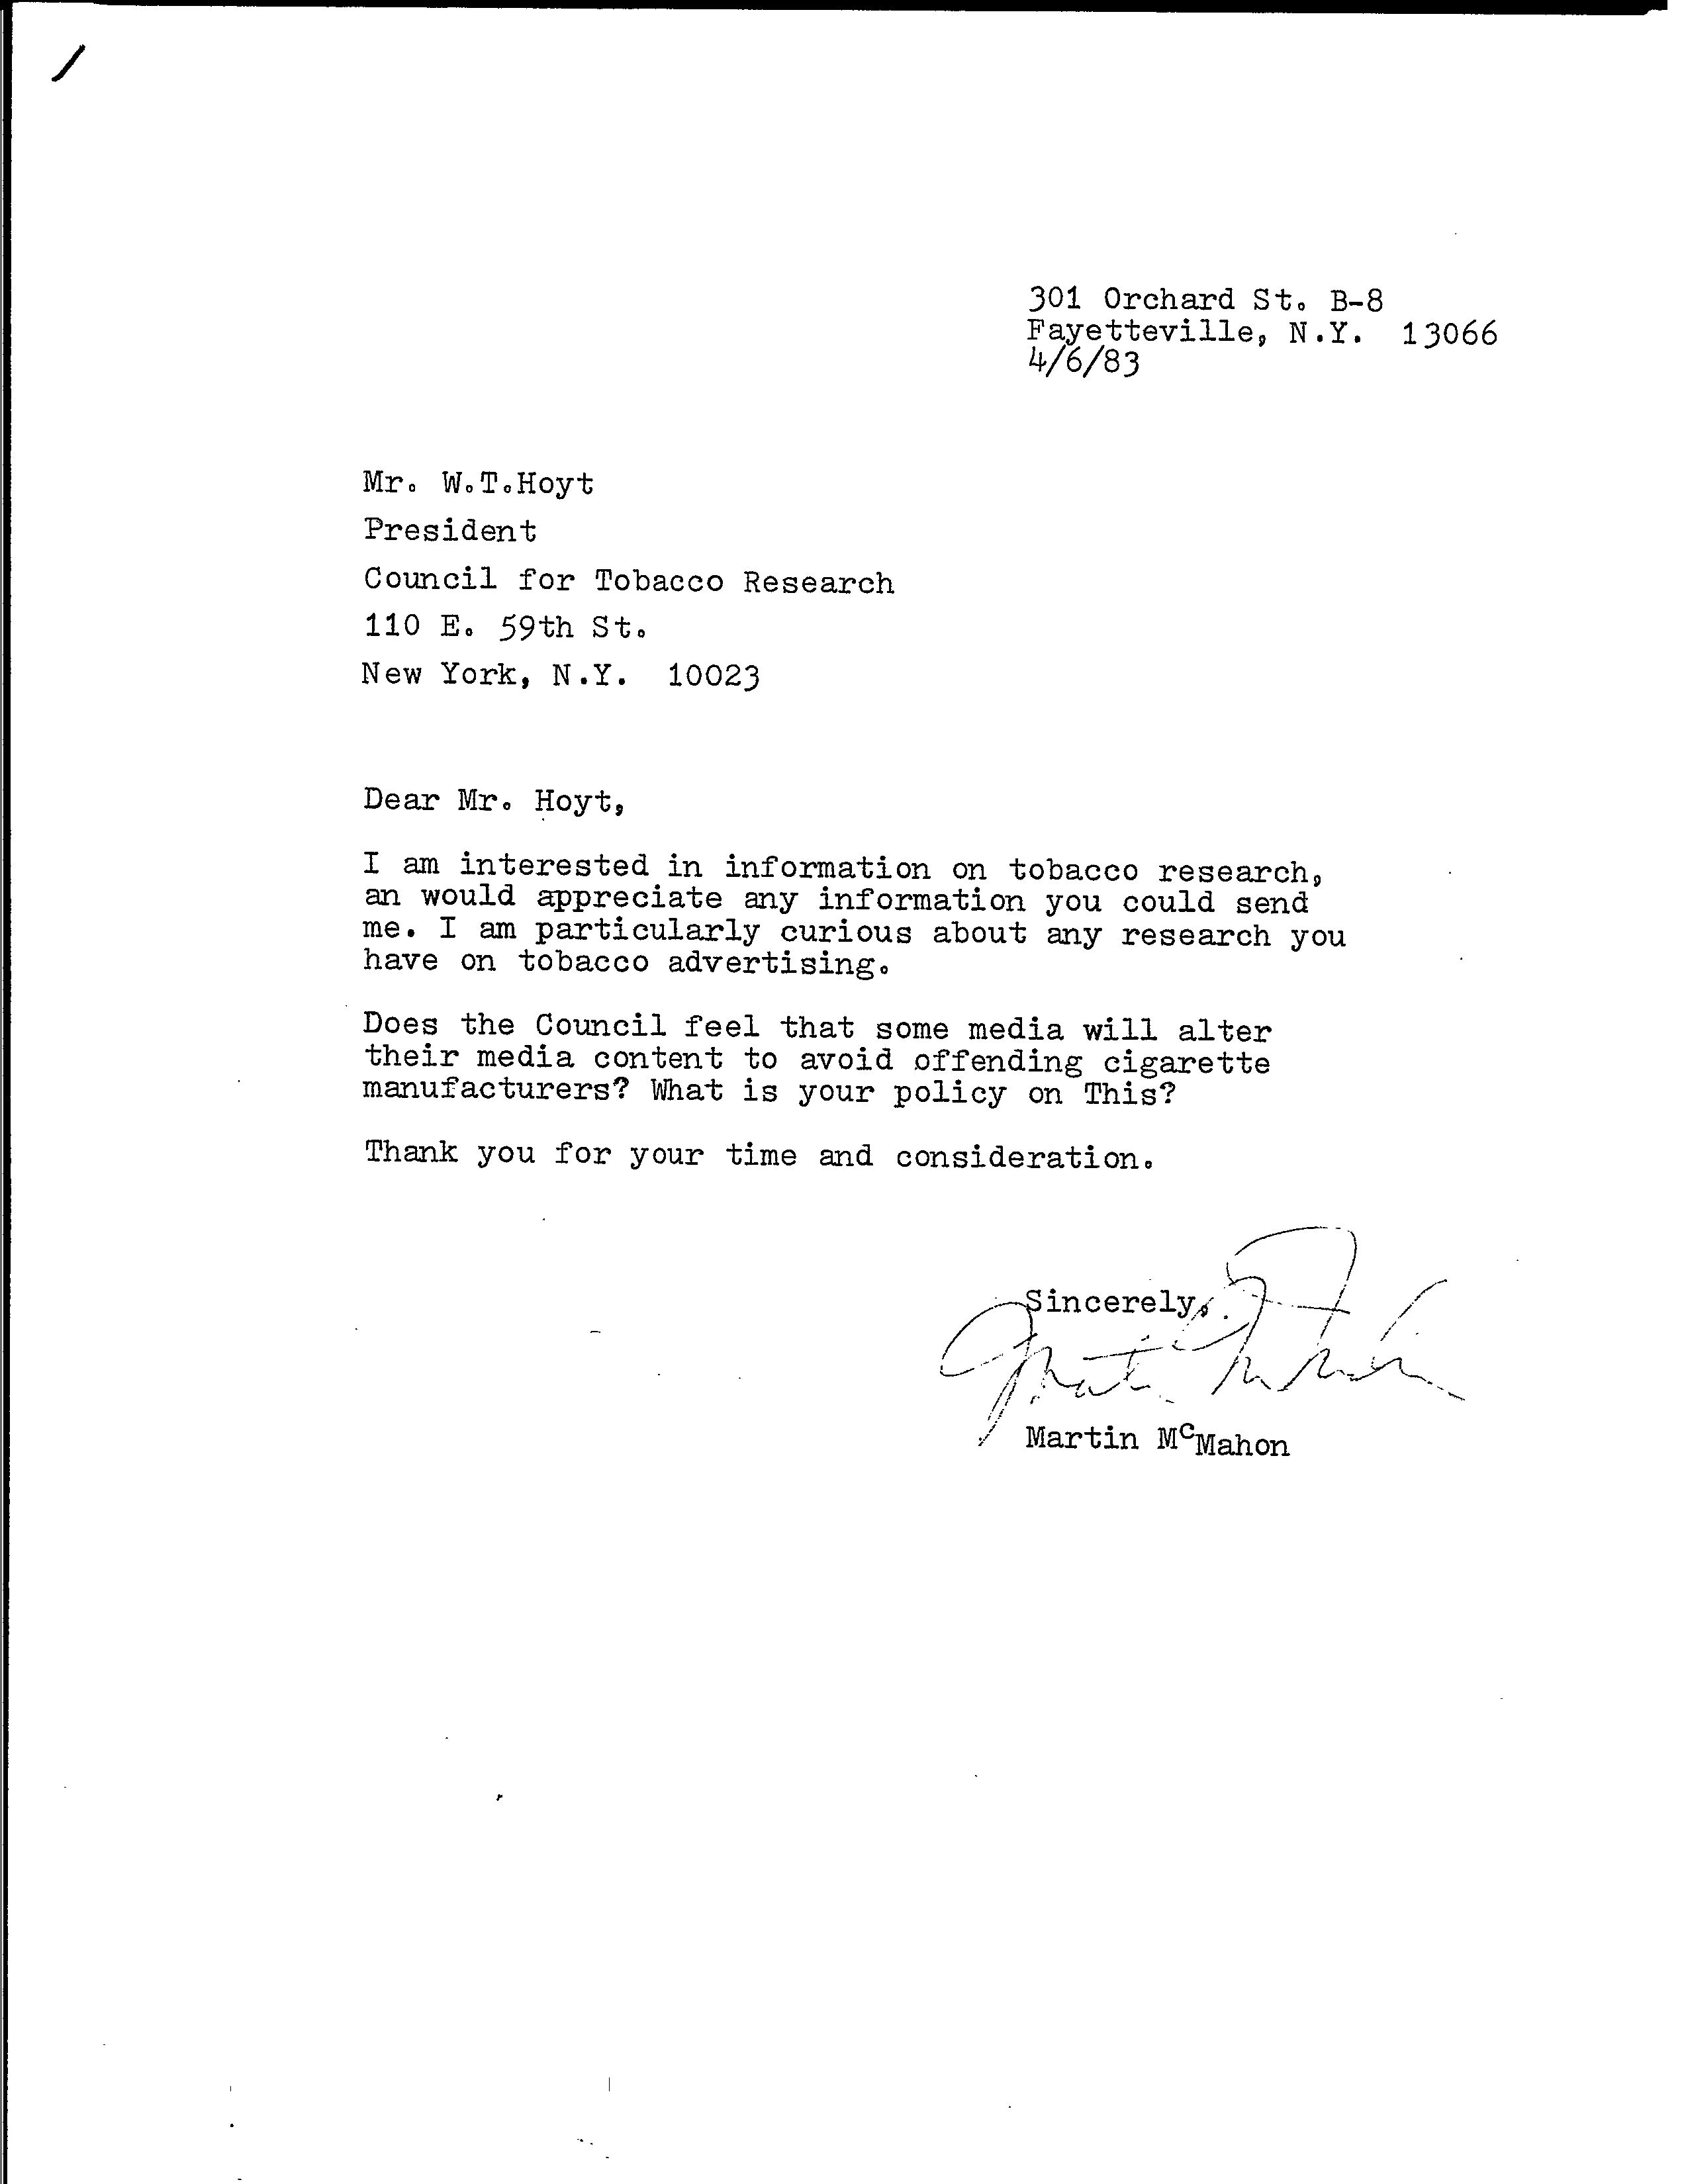 301 Orchard St. B-8
Fayetteville, N.Y. 13066
4/6/83
Mr. W.T.Hoyt
President
Council for Tobacco Research
110 E. 59th St.
New York, N.Y. 10023
Dear Mr. Hoyt,
I am interested in information on tobacco research,
an would appreciate any information you could send
me. I am particularly curious about any research you
have on tobacco advertising.
Does the Council feel that some media will alter
their media content to avoid offending cigarette
manufacturers? What is your policy on This?
Thank you for your time and consideration.
Sincerely,
Martin McMahon